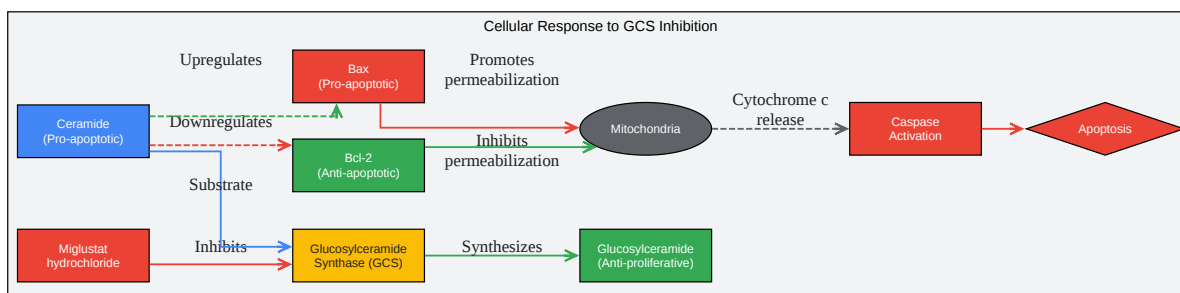 Cellular Response to GCS Inhibition
Upregulates
Bax
(Pro-apoptotic)
Promotes
permeabilization
Ceramide
(Pro-apoptotic)
Downregulates
Mitochondria
Cytochrome c
release
Caspase
Activation
Apoptosis
Bcl-2
(Anti-apoptotic)
Inhibits
permeabilization
Substrate
Miglustat
hydrochloride
Inhibits
Glucosylceramide
Synthase (GCS)
Synthesizes
Glucosylceramide
(Anti-proliferative)